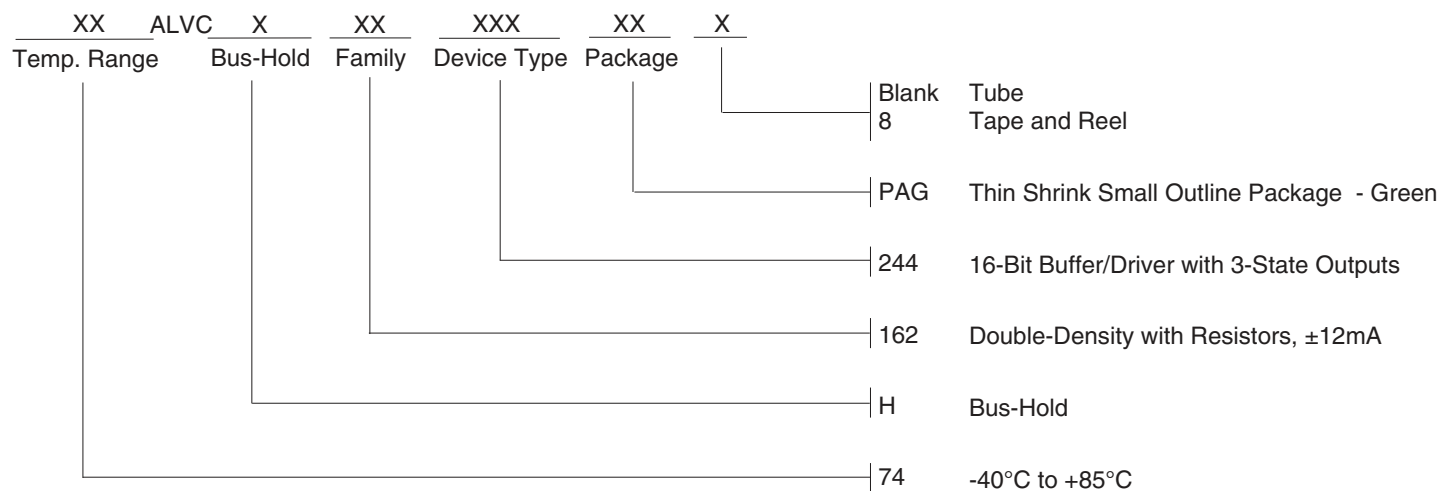 XX ALVC X XX XXX XX X
Temp. Range Bus-Hold Family Device Type Package
Blank Tube
8 Tape and Reel
PAG Thin Shrink Small Outline Package - Green
244 16-Bit Buffer/Driver with 3-State Outputs
162 Double-Density with Resistors, ±12mA
H Bus-Hold
74 -40°C to +85°C